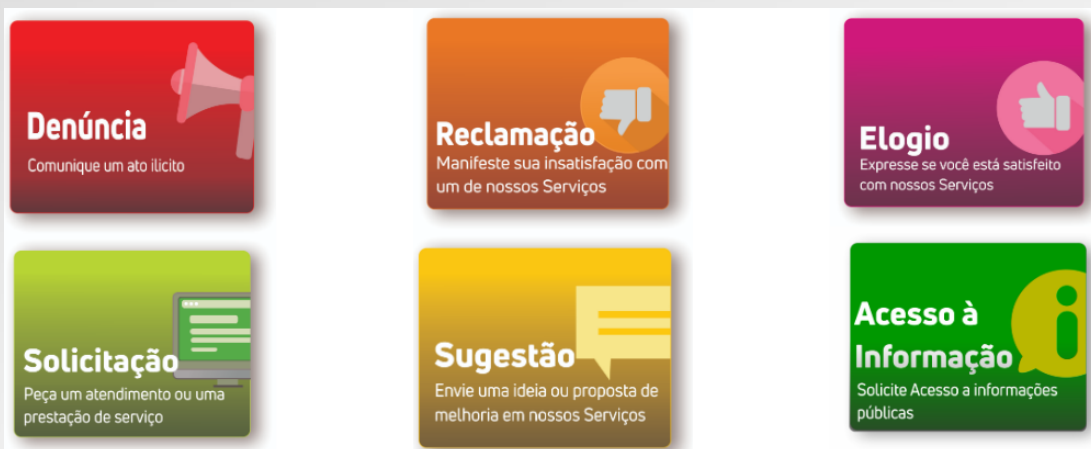 Denúncia
Comunique um ato ilicito
Reclamação
Manifeste sua insatisfação com
um de nossos Serviços
Elogio
Expresse se você está satisfeito
com nossos Serviços
Solicitação
Peça um atendimento ou uma
prestação de serviço
Sugestão
Envie uma ideia ou proposta de
melhoria em nossos Serviços
Acesso à
Informação
Solicite Acesso a informações
públicas